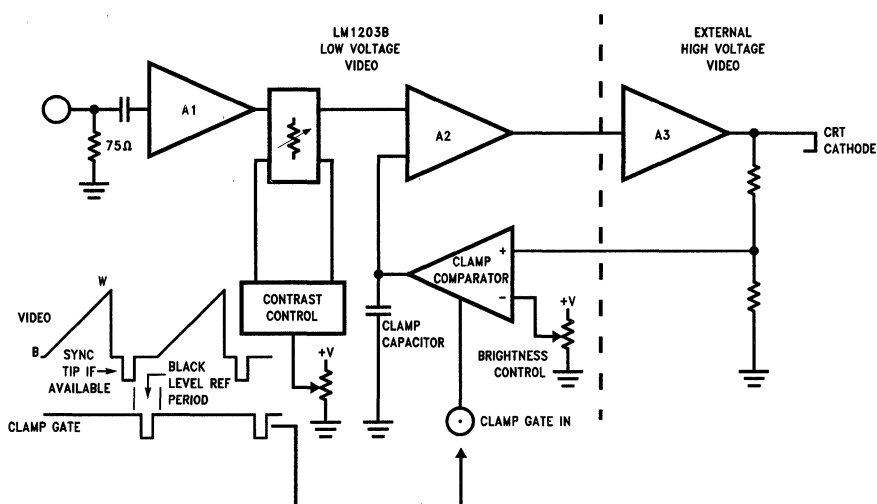 LM1203B
LOW VOLTAGE
VIDEO
EXTERNAL
HIGH VOLTAGE
VIDEO
A1
A2
A3
75Ω
CRT
CATHODE
+
CLAMP
COMPARATOR
−
CONTRAST
CONTROL
CLAMP
CAPACITOR
+V
BRIGHTNESS
CONTROL
+V
W
VIDEO
B
SYNC
TIP IF
AVAILABLE
BLACK
LEVEL REF
PERIOD
CLAMP GATE
CLAMP GATE IN